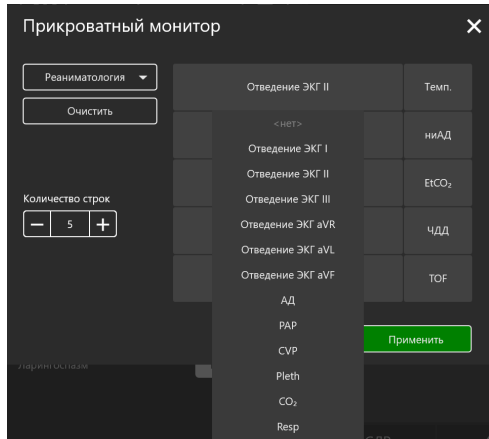 Прикроватный монитор
Реаниматология
Очистить
Количество строк
5
Отведение ЭКГ II
Темп.
<нет>
Отведение ЭКГ I
Отведение ЭКГ II
Отведение ЭКГ III
Отведение ЭКГ aVR
Отведение ЭКГ aVL
Отведение ЭКГ aVF
АД
PAP
CVP
Pleth
CO₂
Resp
ниАД
EtCO₂
ЧДД
TOF
Применить
Ларингоспазм